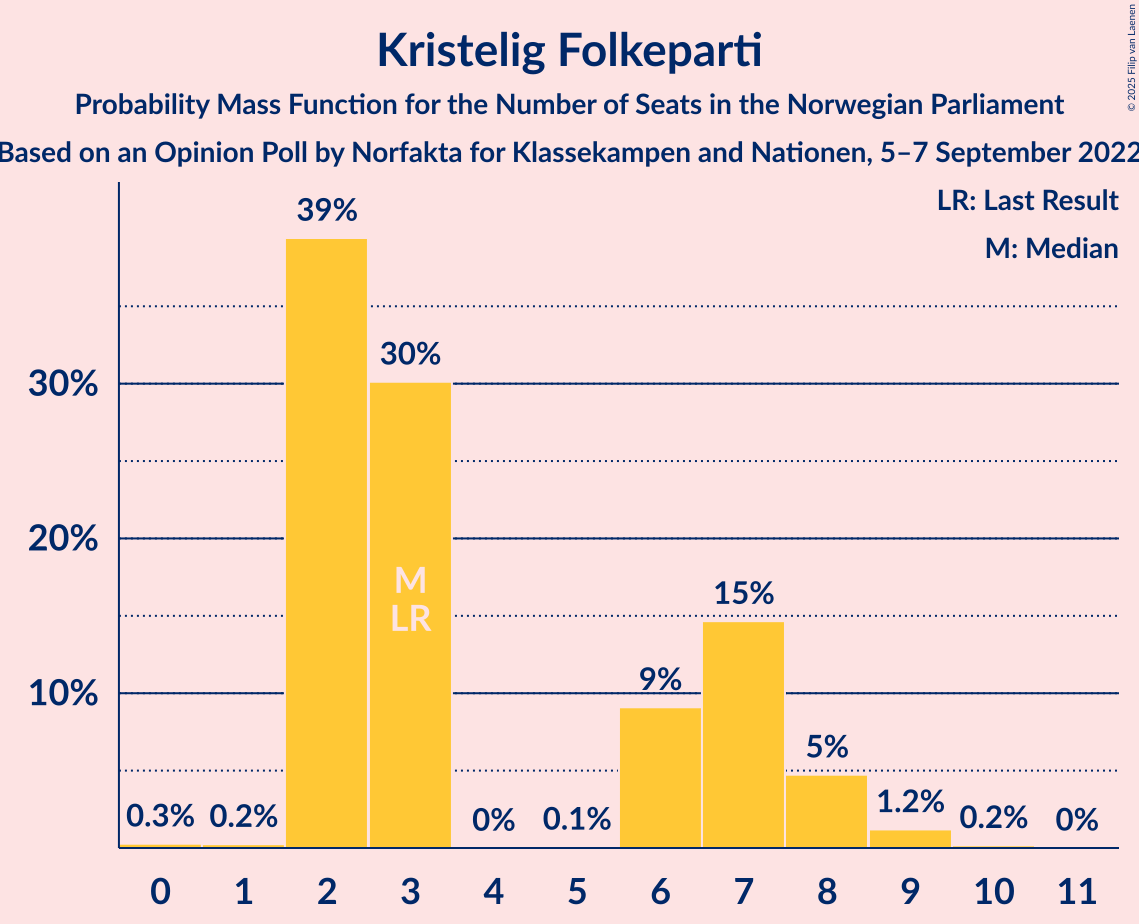 © 2025 Filip van Laenen
Kristelig Folkeparti
Probability Mass Function for the Number of Seats in the Norwegian Parliament
Based on an Opinion Poll by Norfakta for Klassekampen and Nationen, 5–7 September 2022
LR: Last Result
M: Median
39%
30%
30%
20%
10%
M
LR
15%
9%
5%
0.3%
0.2%
0%
0.1%
1.2%
0.2%
0%
0 1 2 3 4 5 6 7 8 9 10 11